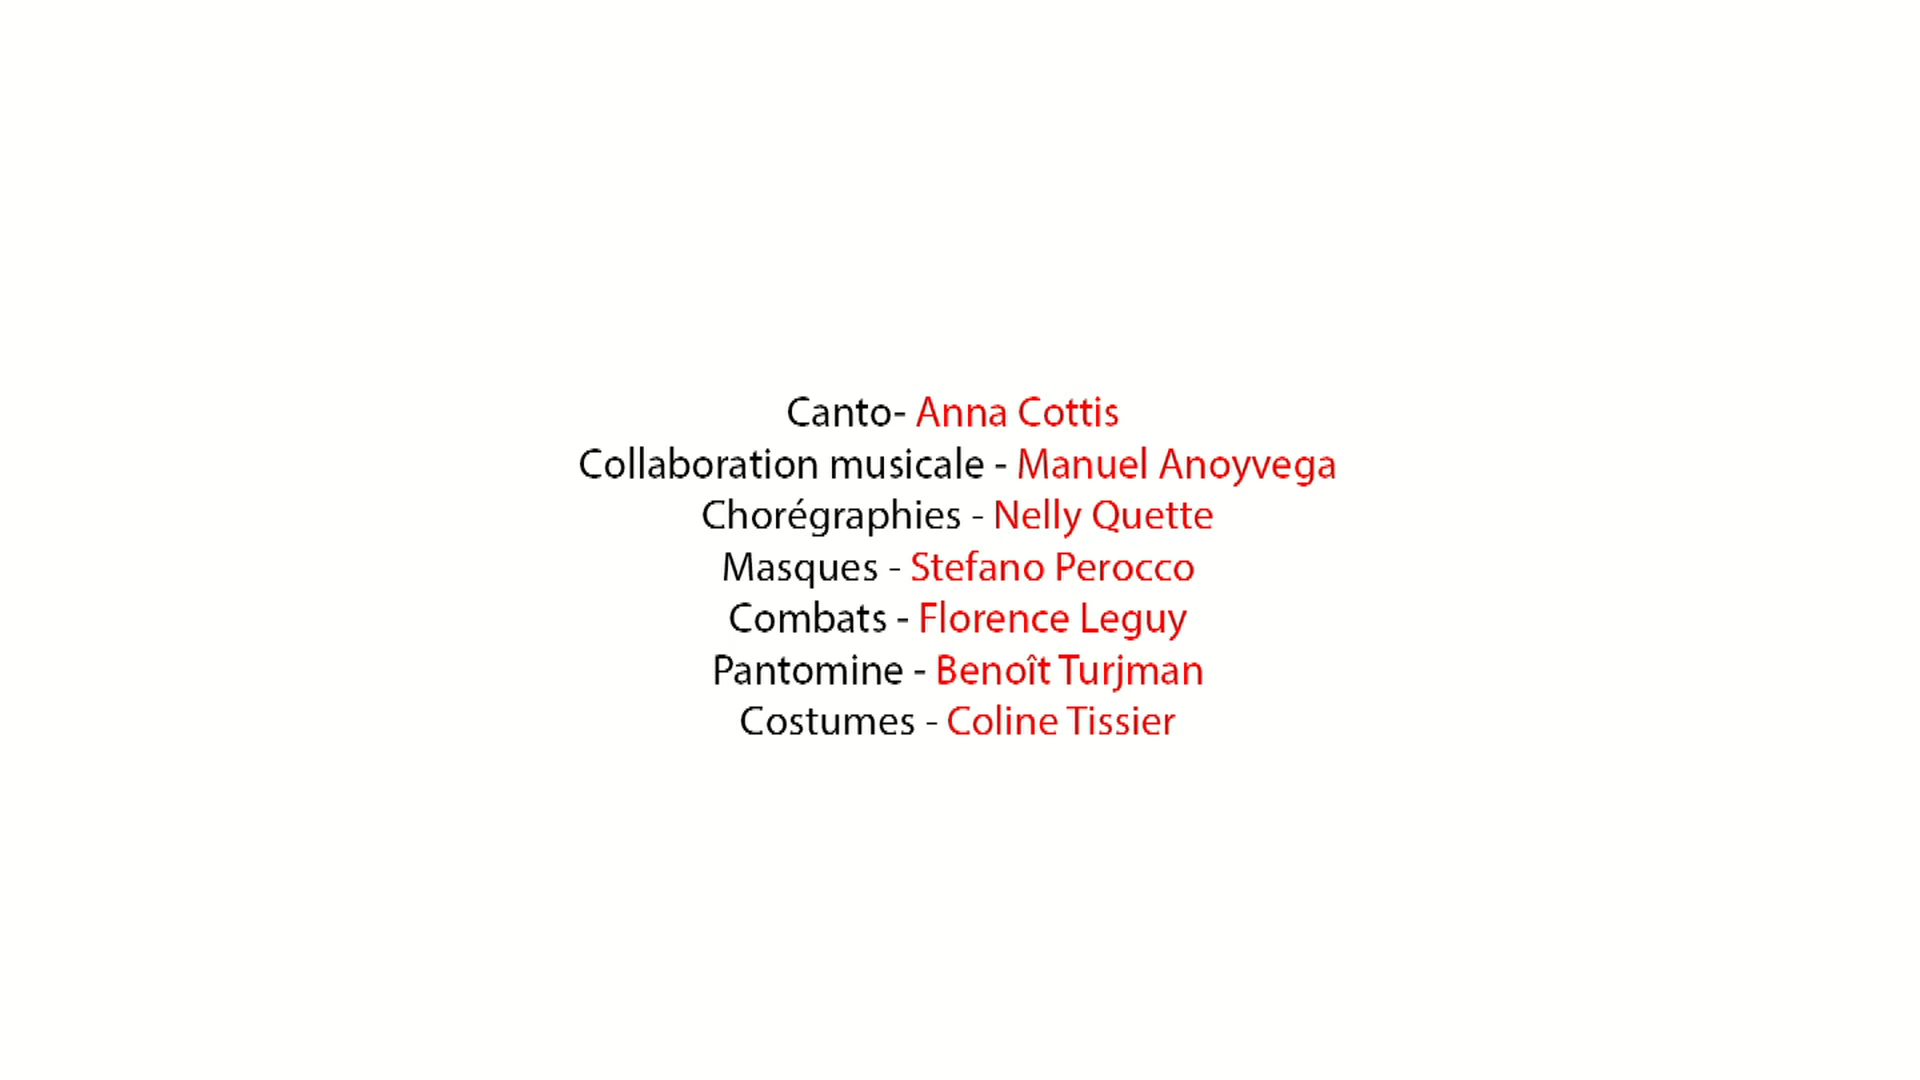 Canto- Anna Cottis
Collaboration musicale - Manuel Anoyvega
Chorégraphies - Nelly Quette
Masques - Stefano Perocco
Combats - Florence Leguy
Pantomine - Benoît Turjman
Costumes - Coline Tissier